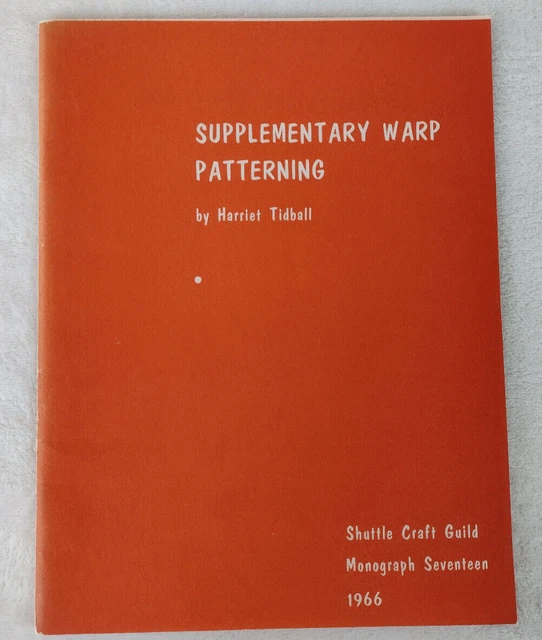 SUPPLEMENTARY WARP
PATTERNING
by Harriet Tidball
Shuttle Craft Guild
Monograph Seventeen
1966